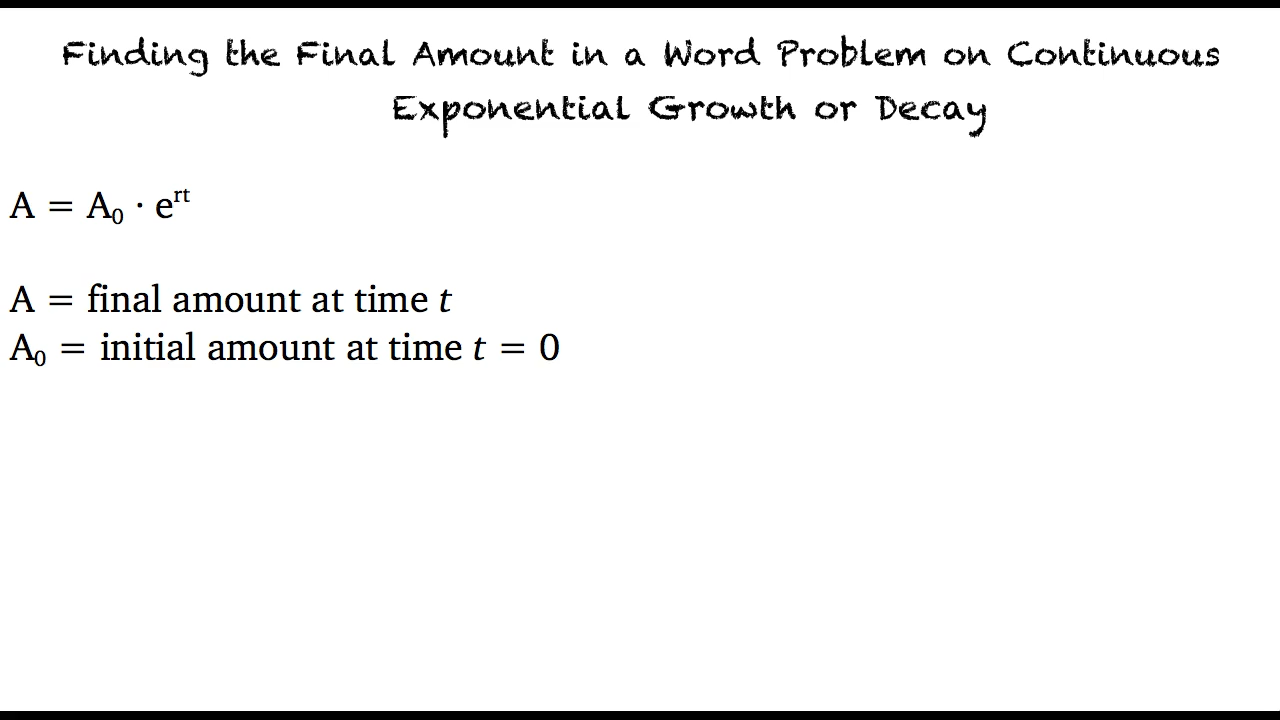 Finding the Final Amount in a Word Problem on Continuous
Exponential Growth or Decay
A = A₀ · eʳᵗ
A = final amount at time t
A₀ = initial amount at time t = 0